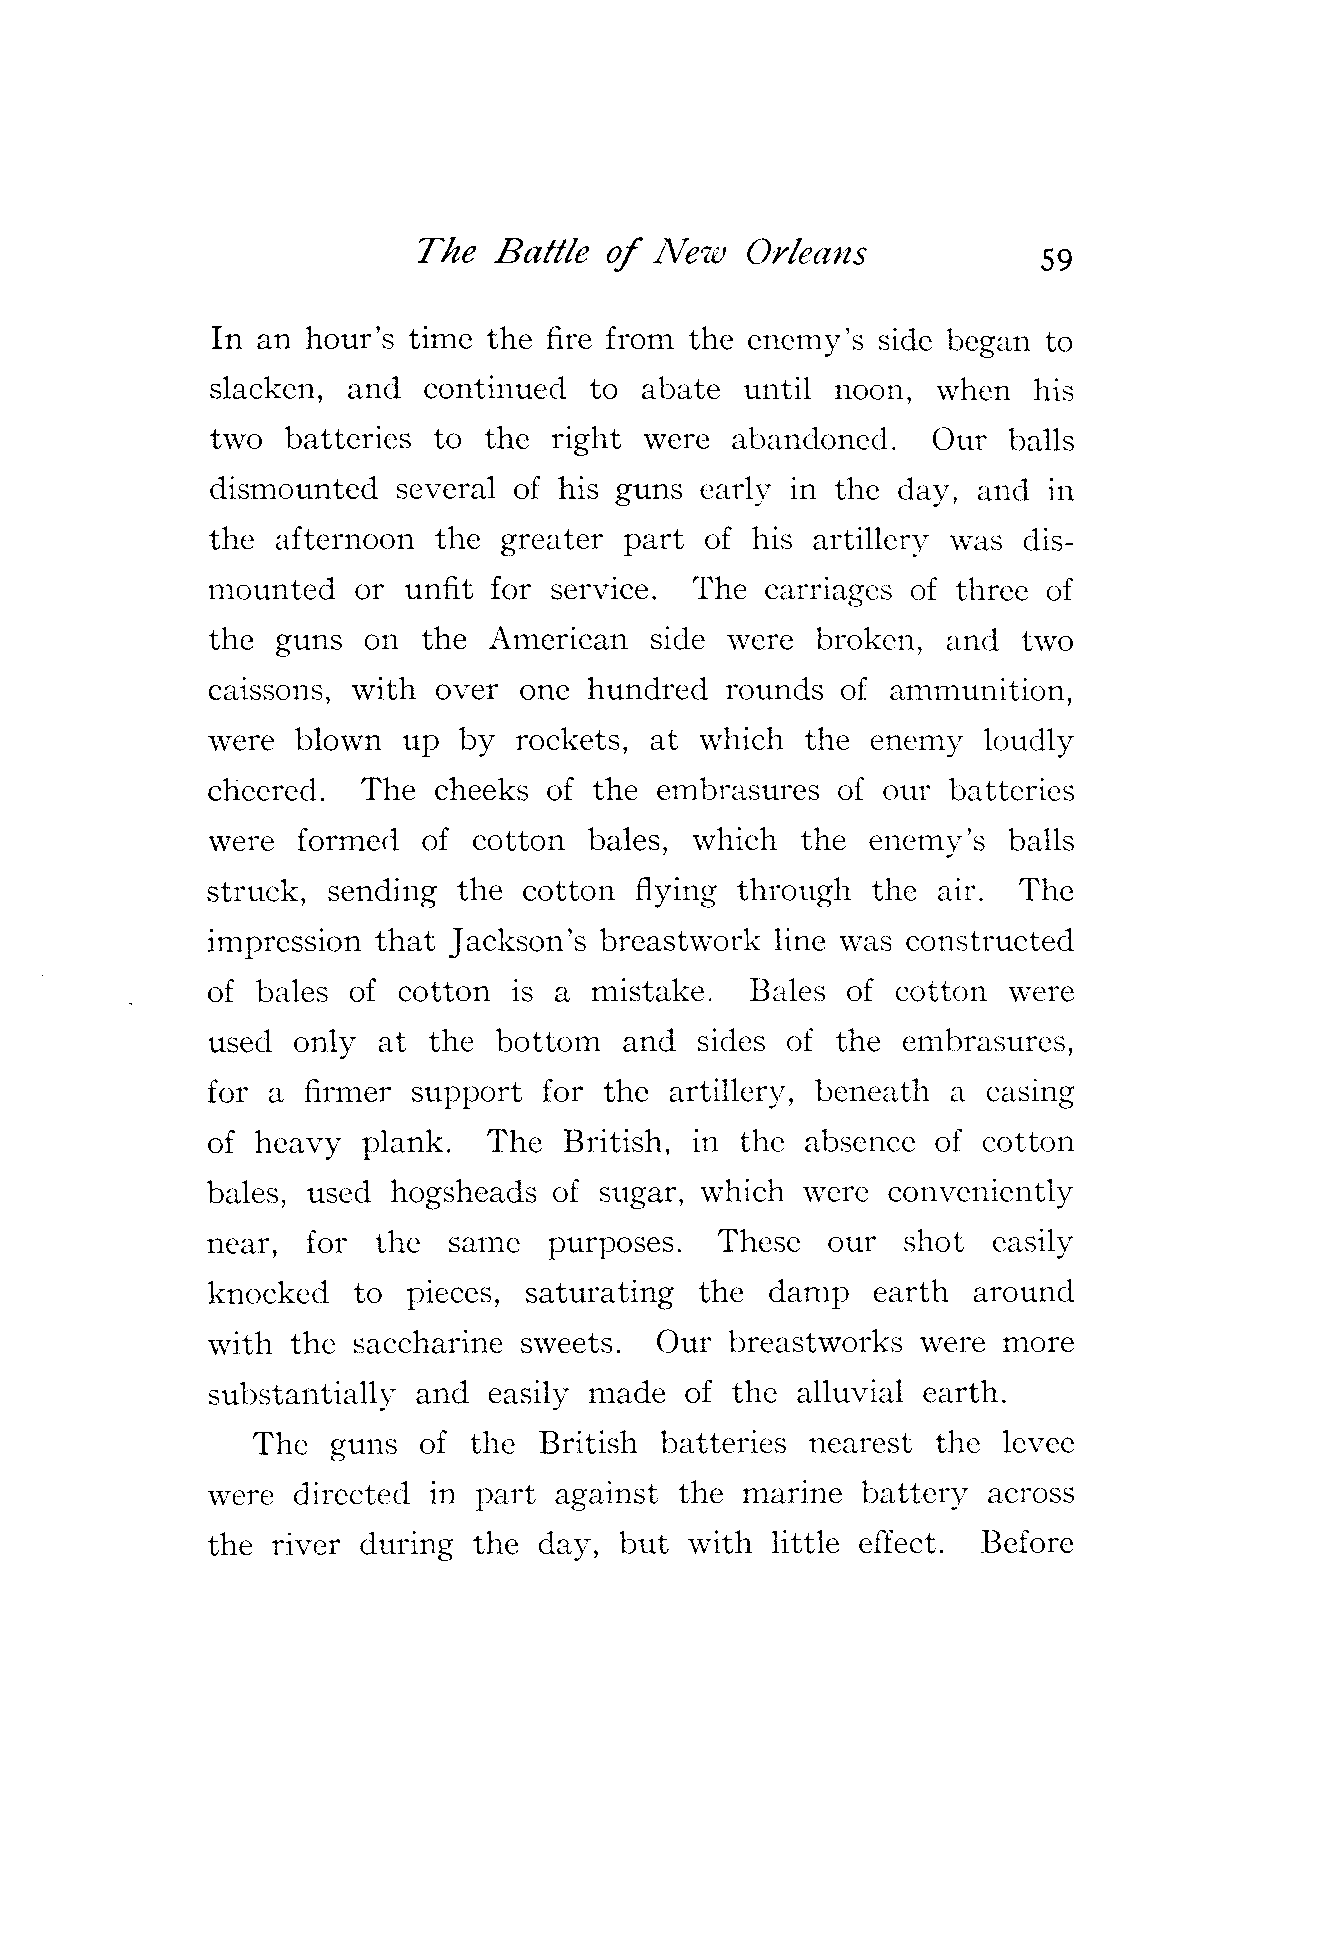 The Battle of New Orleans 59
In an hour's time the fire from the enemy's side began to
slacken, and continued to abate until noon, when his
two batteries to the right were abandoned. Our balls
dismounted several of his guns early in the day, and in
the afternoon the greater part of his artillery was dis-
mounted or unfit for service. The carriages of three of
the guns on the American side were broken, and two
caissons, with over one hundred rounds of ammunition,
were blown up by rockets, at which the enemy loudly
cheered. The cheeks of the embrasures of our batteries
were formed of cotton bales, which the enemy's balls
struck, sending the cotton flying through the air. The
impression that Jackson's breastwork line was constructed
of bales of cotton is a mistake. Bales of cotton were
used only at the bottom and sides of the embrasures,
for a firmer support for the artillery, beneath a casing
of heavy plank. The British, in the absence of cotton
bales, used hogsheads of sugar, which were conveniently
near, for the same purposes. These our shot easily
knocked to pieces, saturating the damp earth around
with the saccharine sweets. Our breastworks were more
substantially and easily made of the alluvial earth.
The guns of the British batteries nearest the levee
were directed in part against the marine battery across
the river during the day, but with little effect. Before